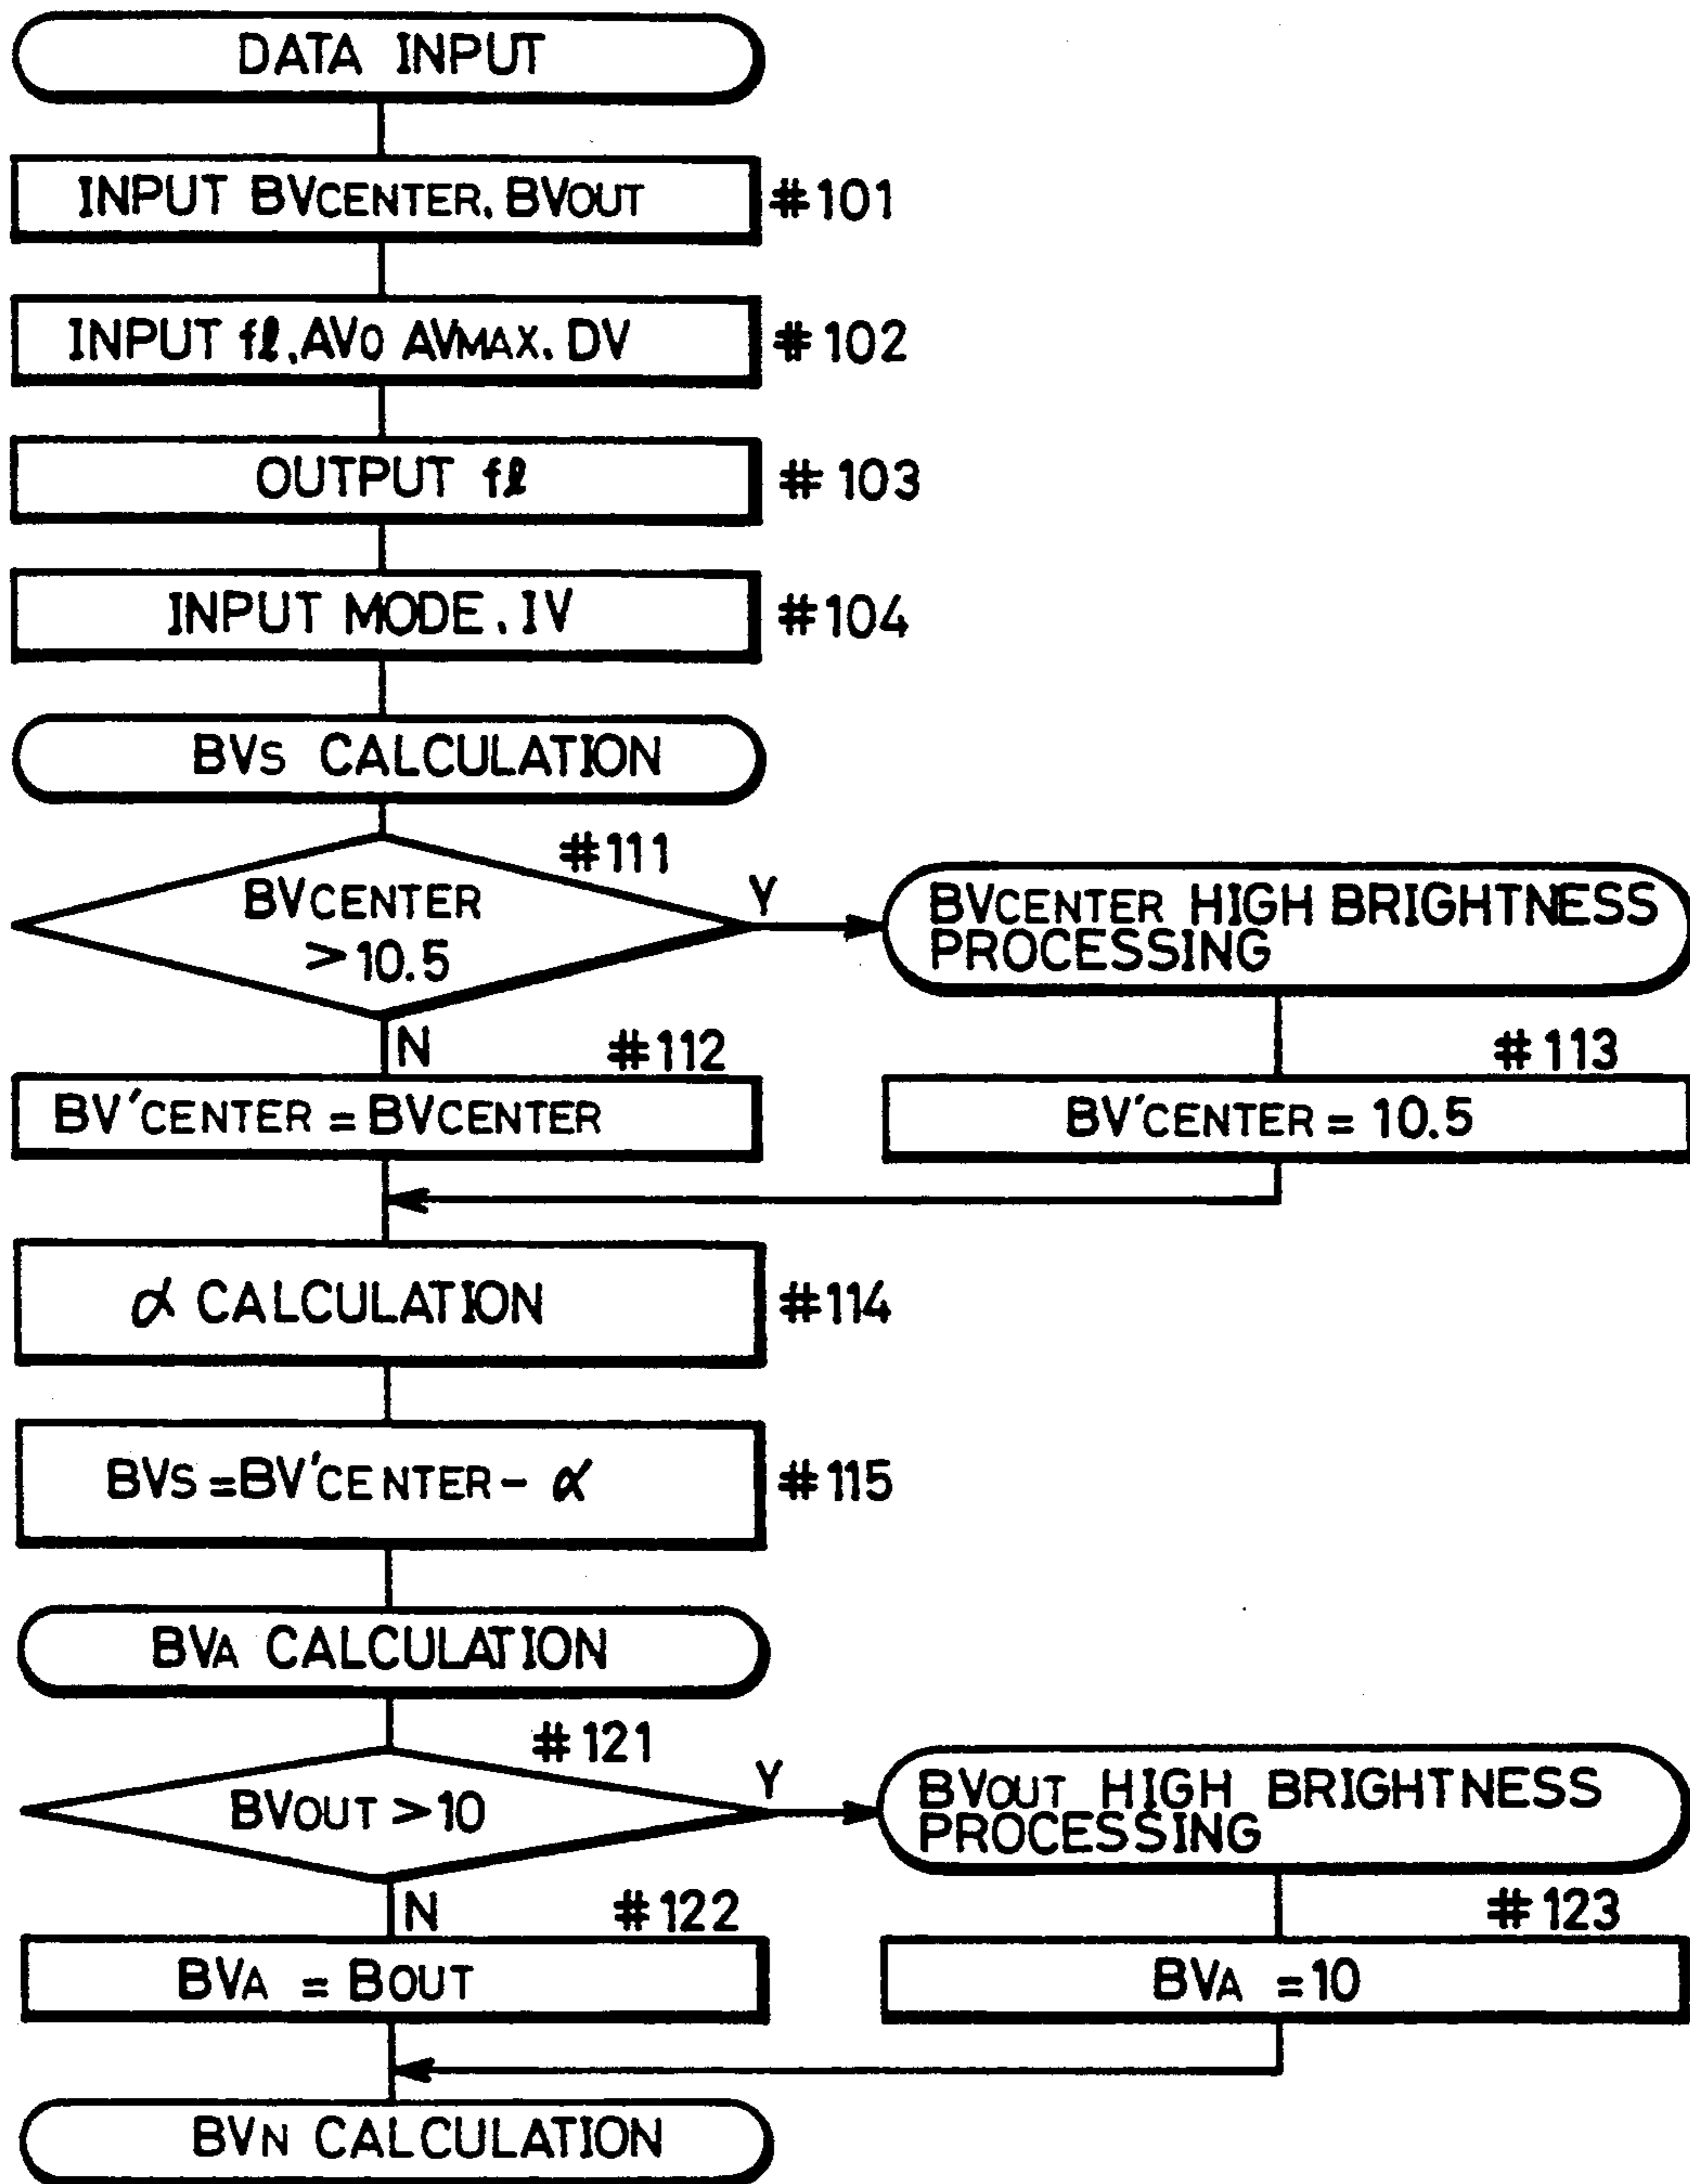 DATA INPUT
INPUT BVCENTER, BVOUT
#101
INPUT fℓ, AVO AVMAX, DV
#102
OUTPUT fℓ
#103
INPUT MODE, IV
#104
BVS CALCULATION
#111
BVCENTER
>10.5
Y
BVCENTER HIGH BRIGHTNESS
PROCESSING
N
#112
#113
BV'CENTER = BVCENTER
BV'CENTER = 10.5
α CALCULATION
#114
BVS = BV'CENTER - α
#115
BVA CALCULATION
#121
BVOUT >10
Y
BVOUT HIGH BRIGHTNESS
PROCESSING
N
#122
#123
BVA = BOUT
BVA = 10
BVN CALCULATION